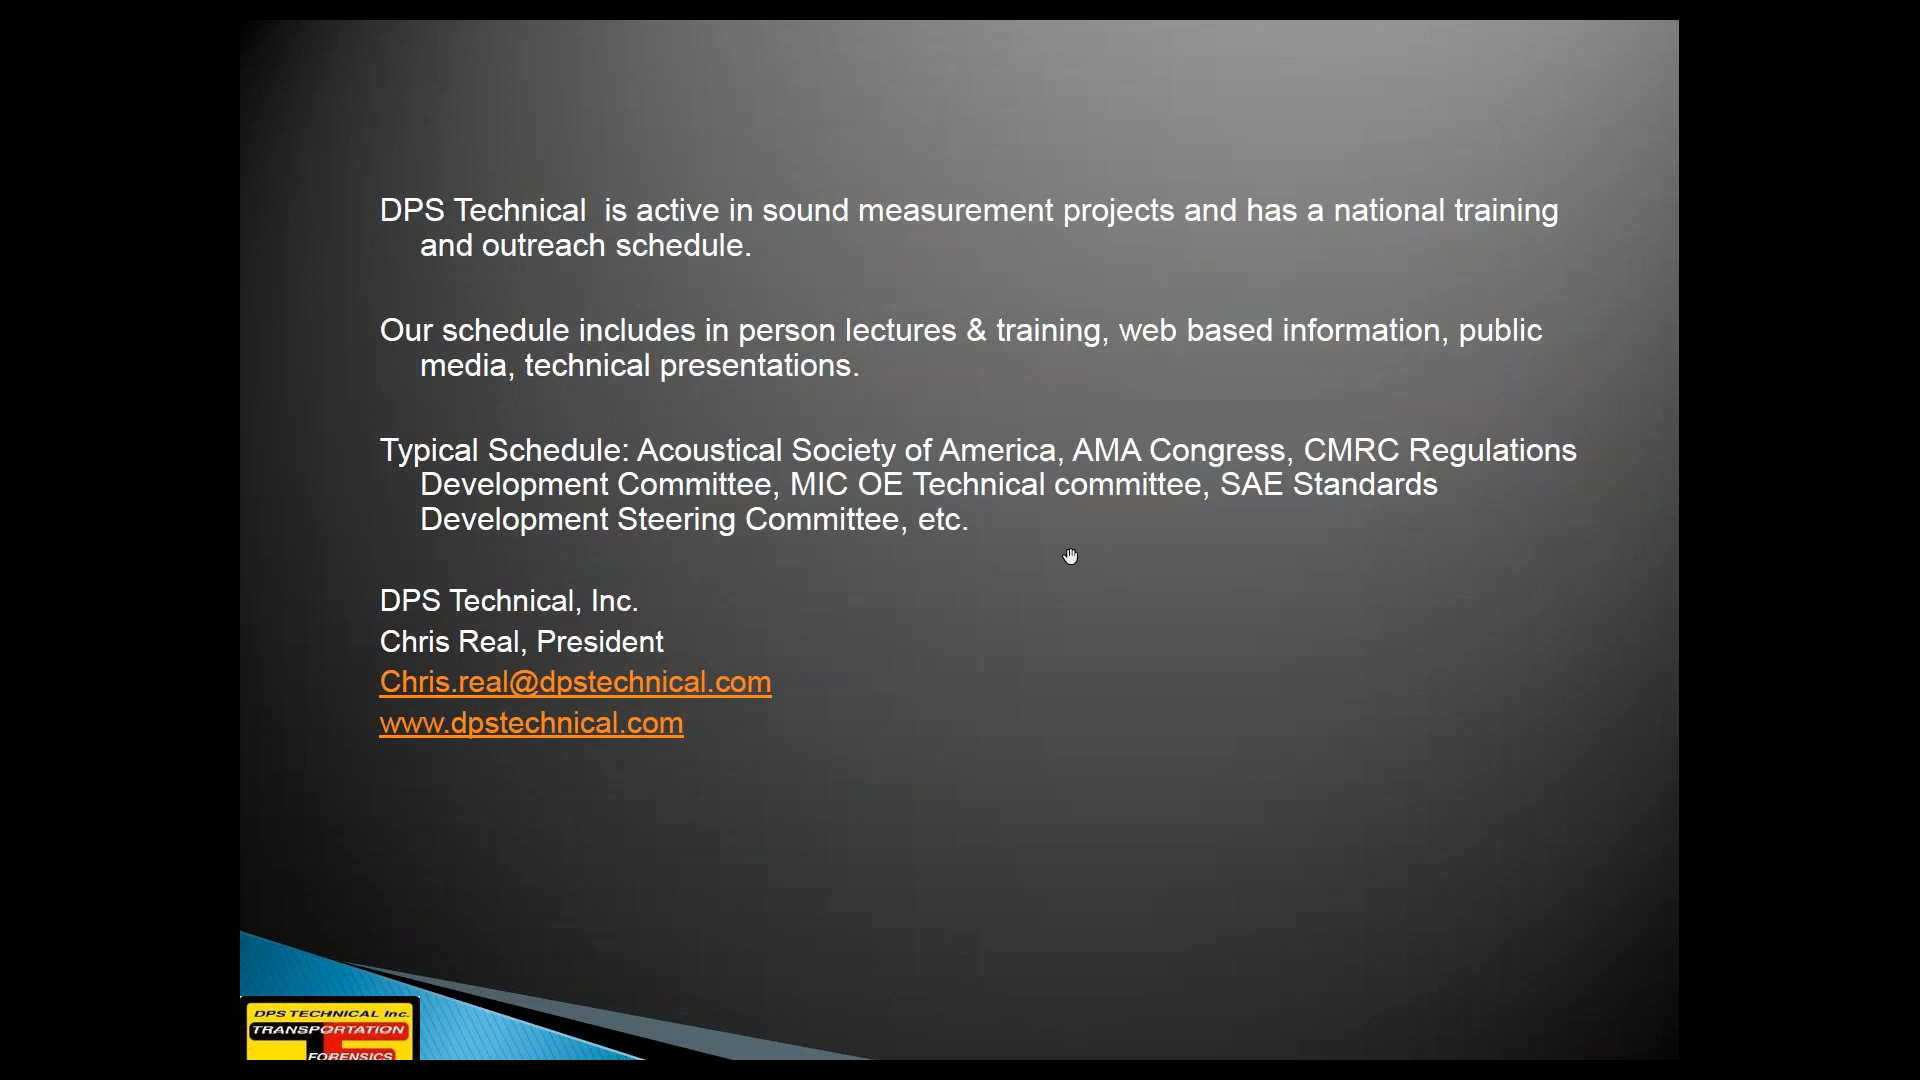 DPS Technical  is active in sound measurement projects and has a national training
and outreach schedule.
Our schedule includes in person lectures & training, web based information, public
media, technical presentations.
Typical Schedule: Acoustical Society of America, AMA Congress, CMRC Regulations
Development Committee, MIC OE Technical committee, SAE Standards
Development Steering Committee, etc.
DPS Technical, Inc.
Chris Real, President
Chris.real@dpstechnical.com
www.dpstechnical.com
DPS TECHNICAL Inc.
TRANSPORTATION
FORENSICS